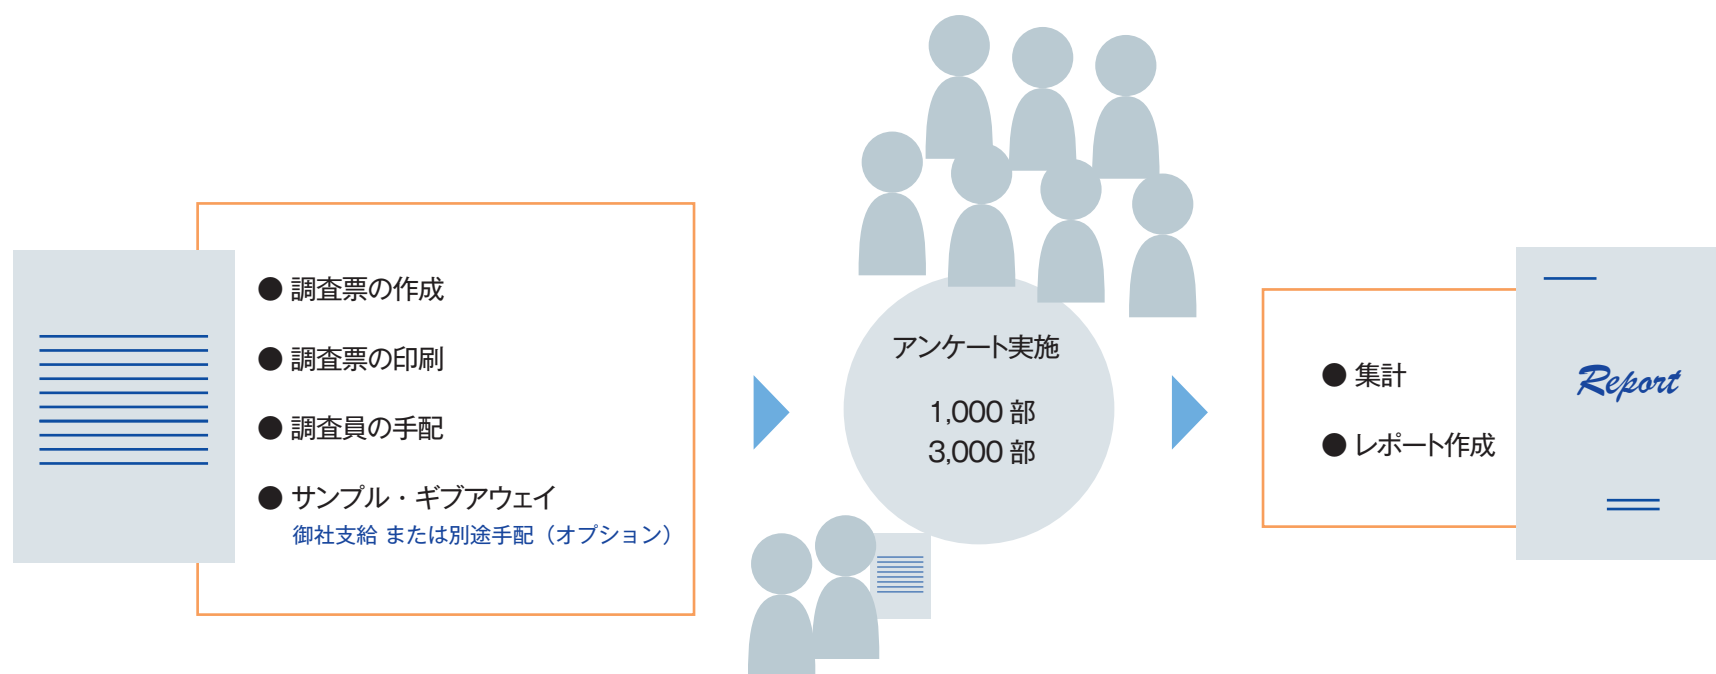 ● 調査票の作成
● 調査票の印刷
● 調査員の手配
● サンプル・ギブアウェイ
御社支給 または別途手配（オプション）
アンケート実施
1,000 部
3,000 部
● 集計
● レポート作成
Report